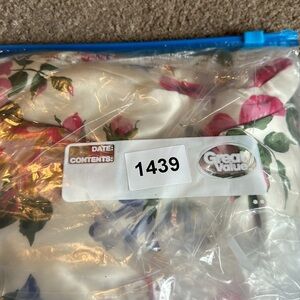 DATE:
CONTENTS:
1439
Great
Value